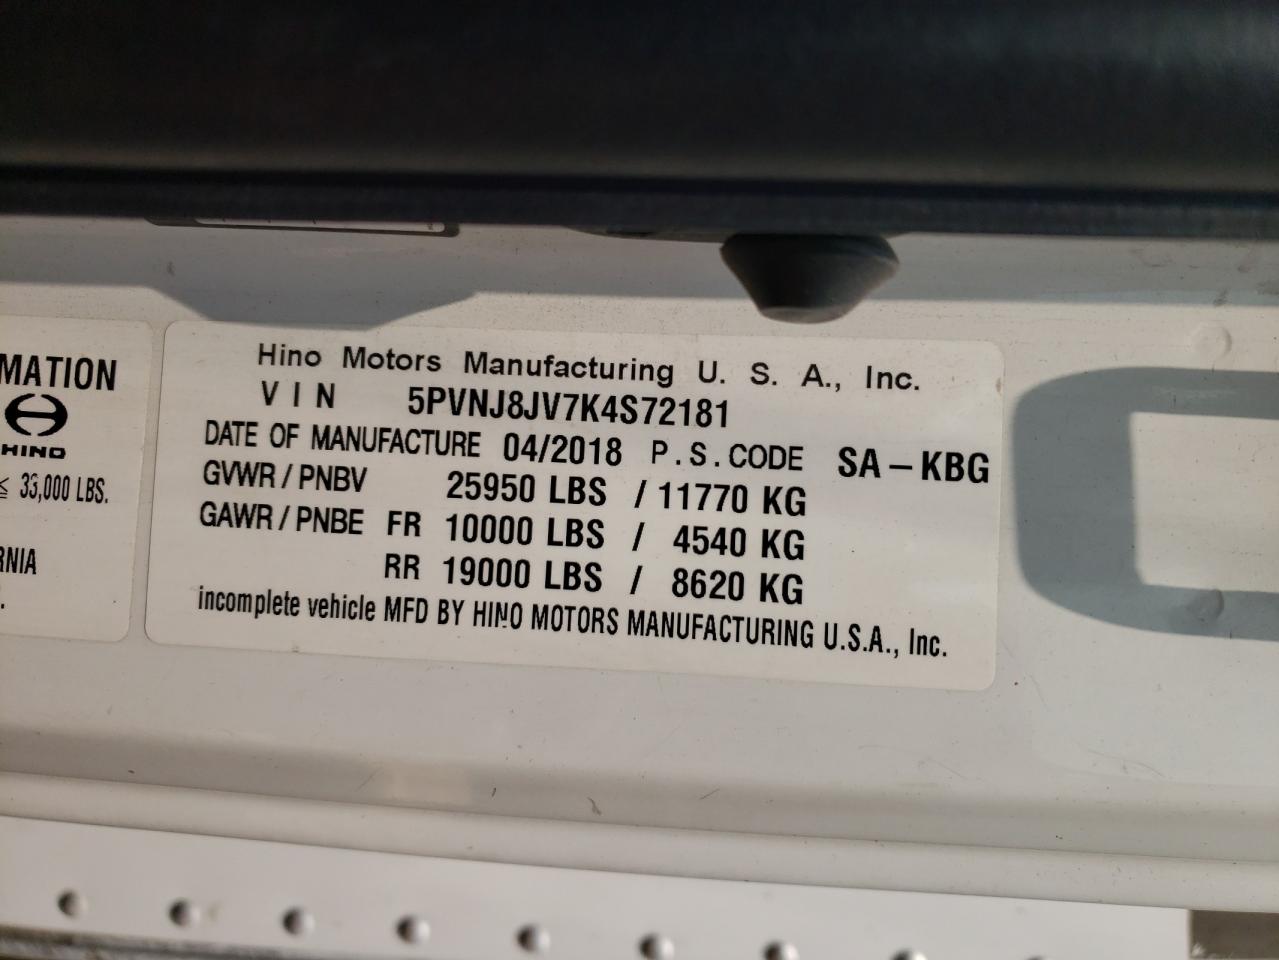 MATION
HINO
≤ 33,000 LBS.
RNIA
Hino Motors Manufacturing U. S. A., Inc.
VIN 5PVNJ8JV7K4S72181
DATE OF MANUFACTURE 04/2018 P.S.CODE SA-KBG
GVWR/PNBV 25950 LBS / 11770 KG
GAWR/PNBE FR 10000 LBS / 4540 KG
RR 19000 LBS / 8620 KG
incomplete vehicle MFD BY HINO MOTORS MANUFACTURING U.S.A., Inc.